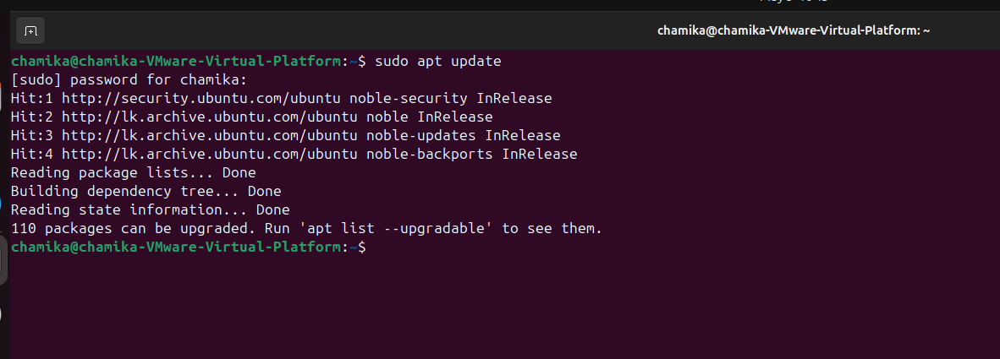 chamika@chamika-VMware-Virtual-Platform: ~
chamika@chamika-VMware-Virtual-Platform:~$ sudo apt update
[sudo] password for chamika:
Hit:1 http://security.ubuntu.com/ubuntu noble-security InRelease
Hit:2 http://lk.archive.ubuntu.com/ubuntu noble InRelease
Hit:3 http://lk.archive.ubuntu.com/ubuntu noble-updates InRelease
Hit:4 http://lk.archive.ubuntu.com/ubuntu noble-backports InRelease
Reading package lists... Done
Building dependency tree... Done
Reading state information... Done
110 packages can be upgraded. Run 'apt list --upgradable' to see them.
chamika@chamika-VMware-Virtual-Platform:~$